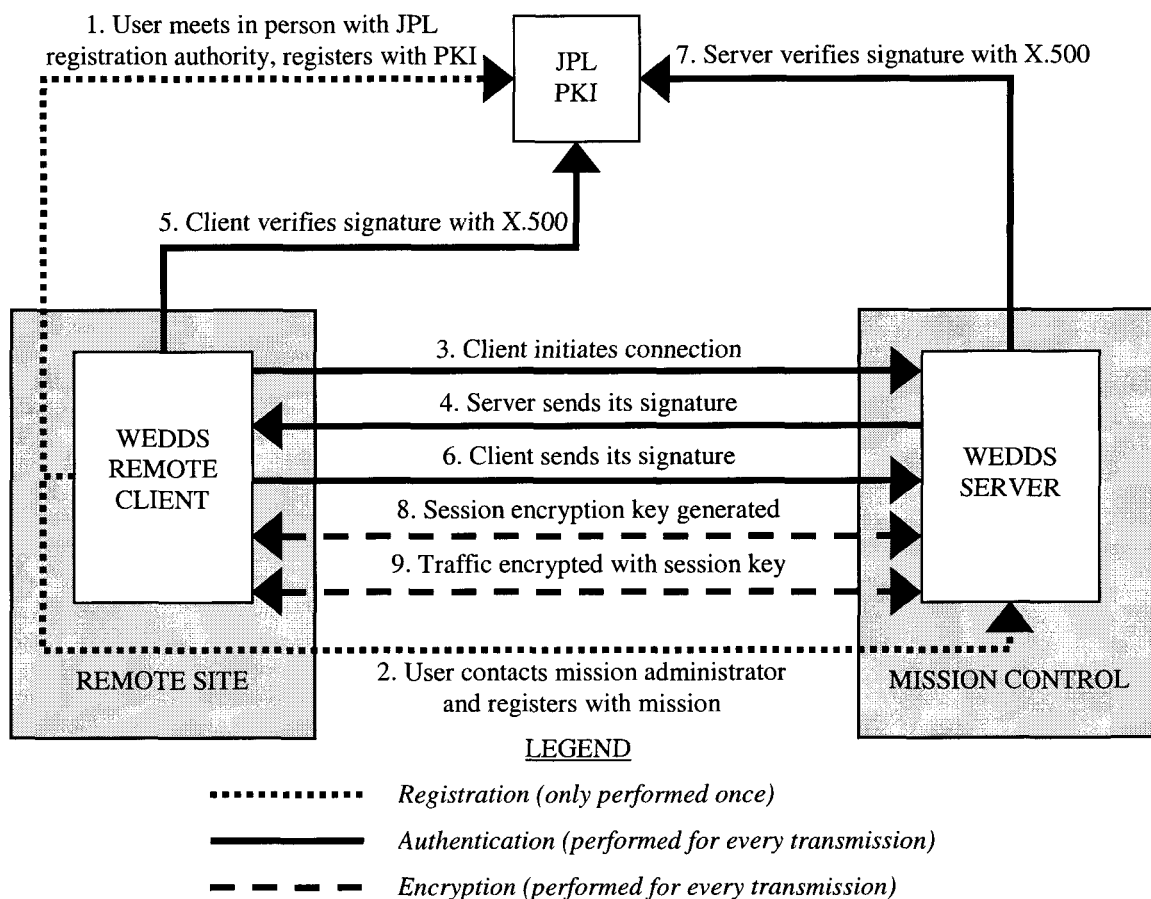 1. User meets in person with JPL
registration authority, registers with PKI
JPL
PKI
7. Server verifies signature with X.500
5. Client verifies signature with X.500
3. Client initiates connection
4. Server sends its signature
6. Client sends its signature
8. Session encryption key generated
9. Traffic encrypted with session key
WEDDS
REMOTE
CLIENT
WEDDS
SERVER
REMOTE SITE
2. User contacts mission administrator
and registers with mission
MISSION CONTROL
LEGEND
Registration (only performed once)
Authentication (performed for every transmission)
Encryption (performed for every transmission)